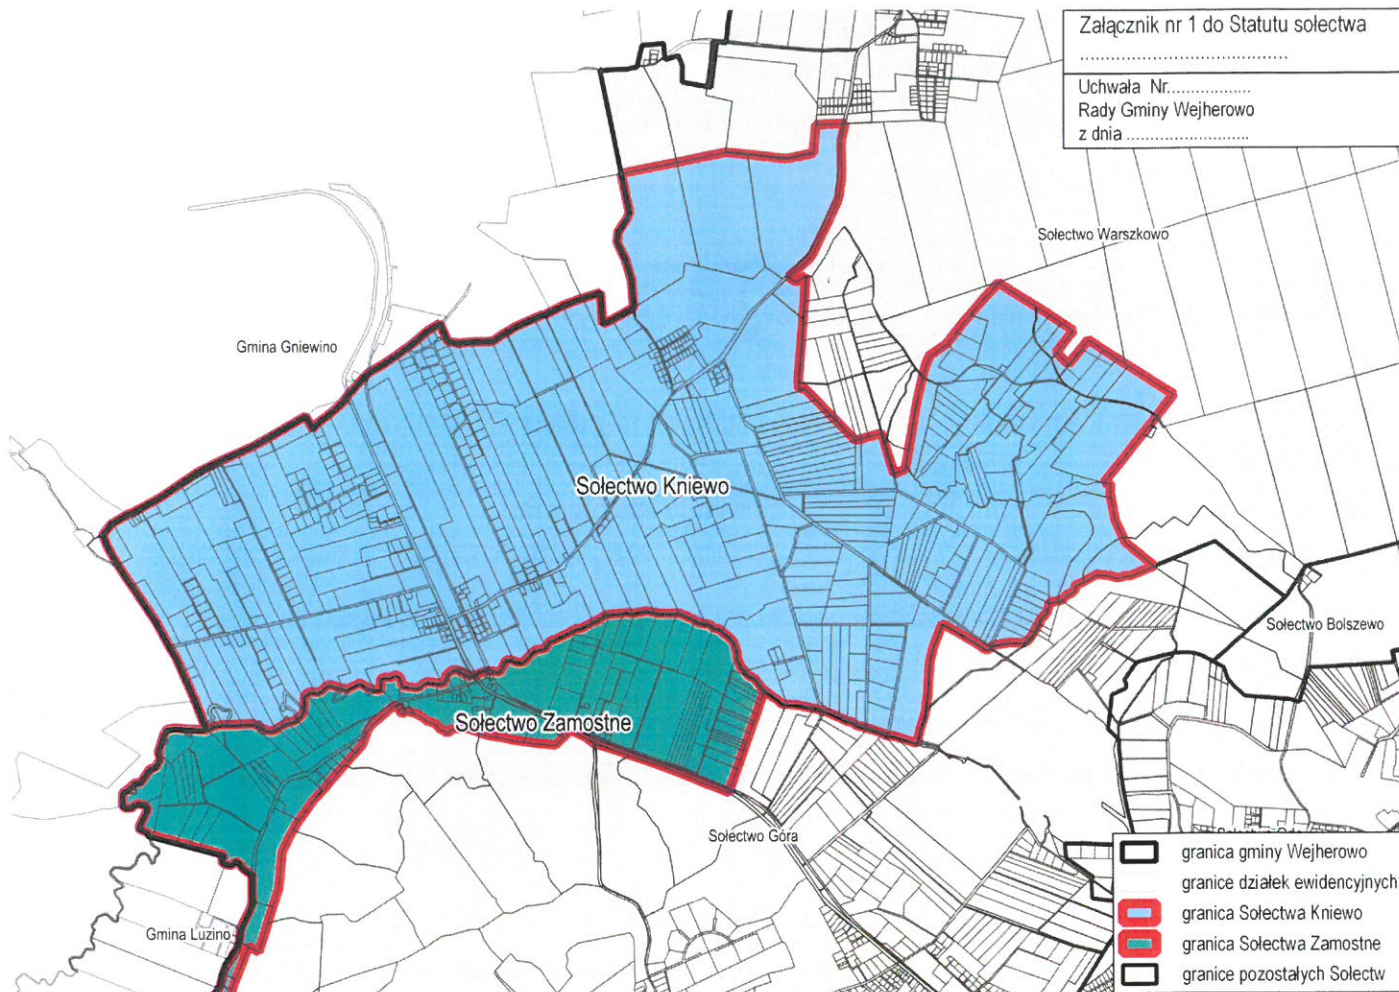 Załącznik nr 1 do Statutu sołectwa
......................................
Uchwała Nr..................
Rady Gminy Wejherowo
z dnia ..........................
Sołectwo Warszkowo
Gmina Gniewino
Sołectwo Kniewo
Sołectwo Bolszewo
Sołectwo Zamostne
Sołectwo Góra
Gmina Luzino
granica gminy Wejherowo
granice działek ewidencyjnych
granica Sołectwa Kniewo
granica Sołectwa Zamostne
granice pozostałych Sołectw